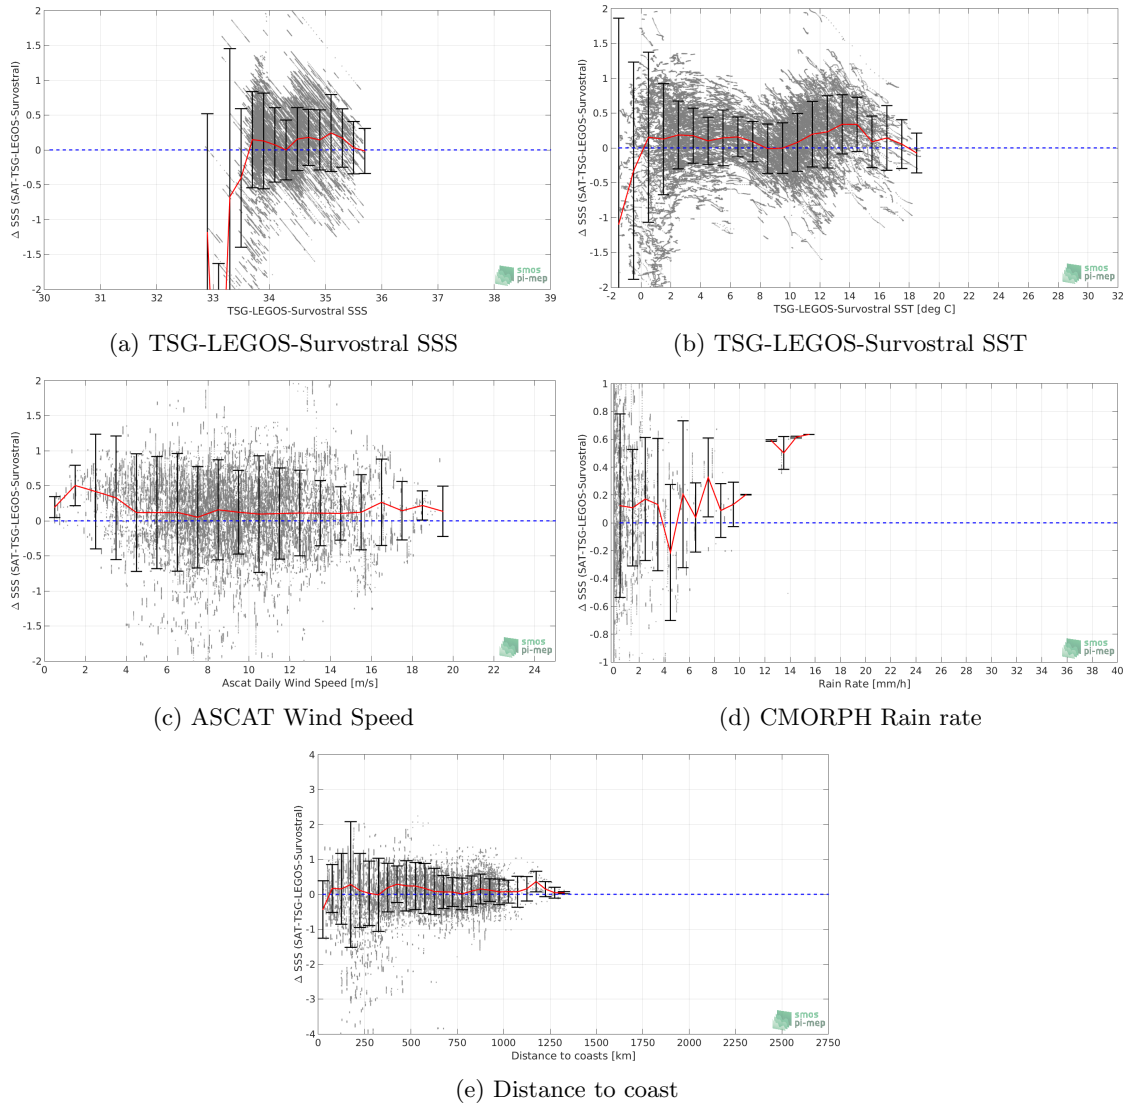 2
1.5
1
0.5
0
-0.5
-1
-1.5
-2
Δ SSS (SAT-TSG-LEGOS-Survostral)
30 31 32 33 34 35 36 37 38 39
TSG-LEGOS-Survostral SSS
smos
pi-mep
(a) TSG-LEGOS-Survostral SSS
2
1.5
1
0.5
0
-0.5
-1
-1.5
-2
Δ SSS (SAT-TSG-LEGOS-Survostral)
-2 0 2 4 6 8 10 12 14 16 18 20 22 24 26 28 30 32
TSG-LEGOS-Survostral SST [deg C]
smos
pi-mep
(b) TSG-LEGOS-Survostral SST
2
1.5
1
0.5
0
-0.5
-1
-1.5
-2
Δ SSS (SAT-TSG-LEGOS-Survostral)
0 2 4 6 8 10 12 14 16 18 20 22 24
Ascat Daily Wind Speed [m/s]
smos
pi-mep
(c) ASCAT Wind Speed
1
0.8
0.6
0.4
0.2
0
-0.2
-0.4
-0.6
-0.8
-1
Δ SSS (SAT-TSG-LEGOS-Survostral)
0 2 4 6 8 10 12 14 16 18 20 22 24 26 28 30 32 34 36 38 40
Rain Rate [mm/h]
smos
pi-mep
(d) CMORPH Rain rate
4
3
2
1
0
-1
-2
-3
-4
Δ SSS (SAT-TSG-LEGOS-Survostral)
0 250 500 750 1000 1250 1500 1750 2000 2250 2500 2750
Distance to coasts [km]
smos
pi-mep
(e) Distance to coast